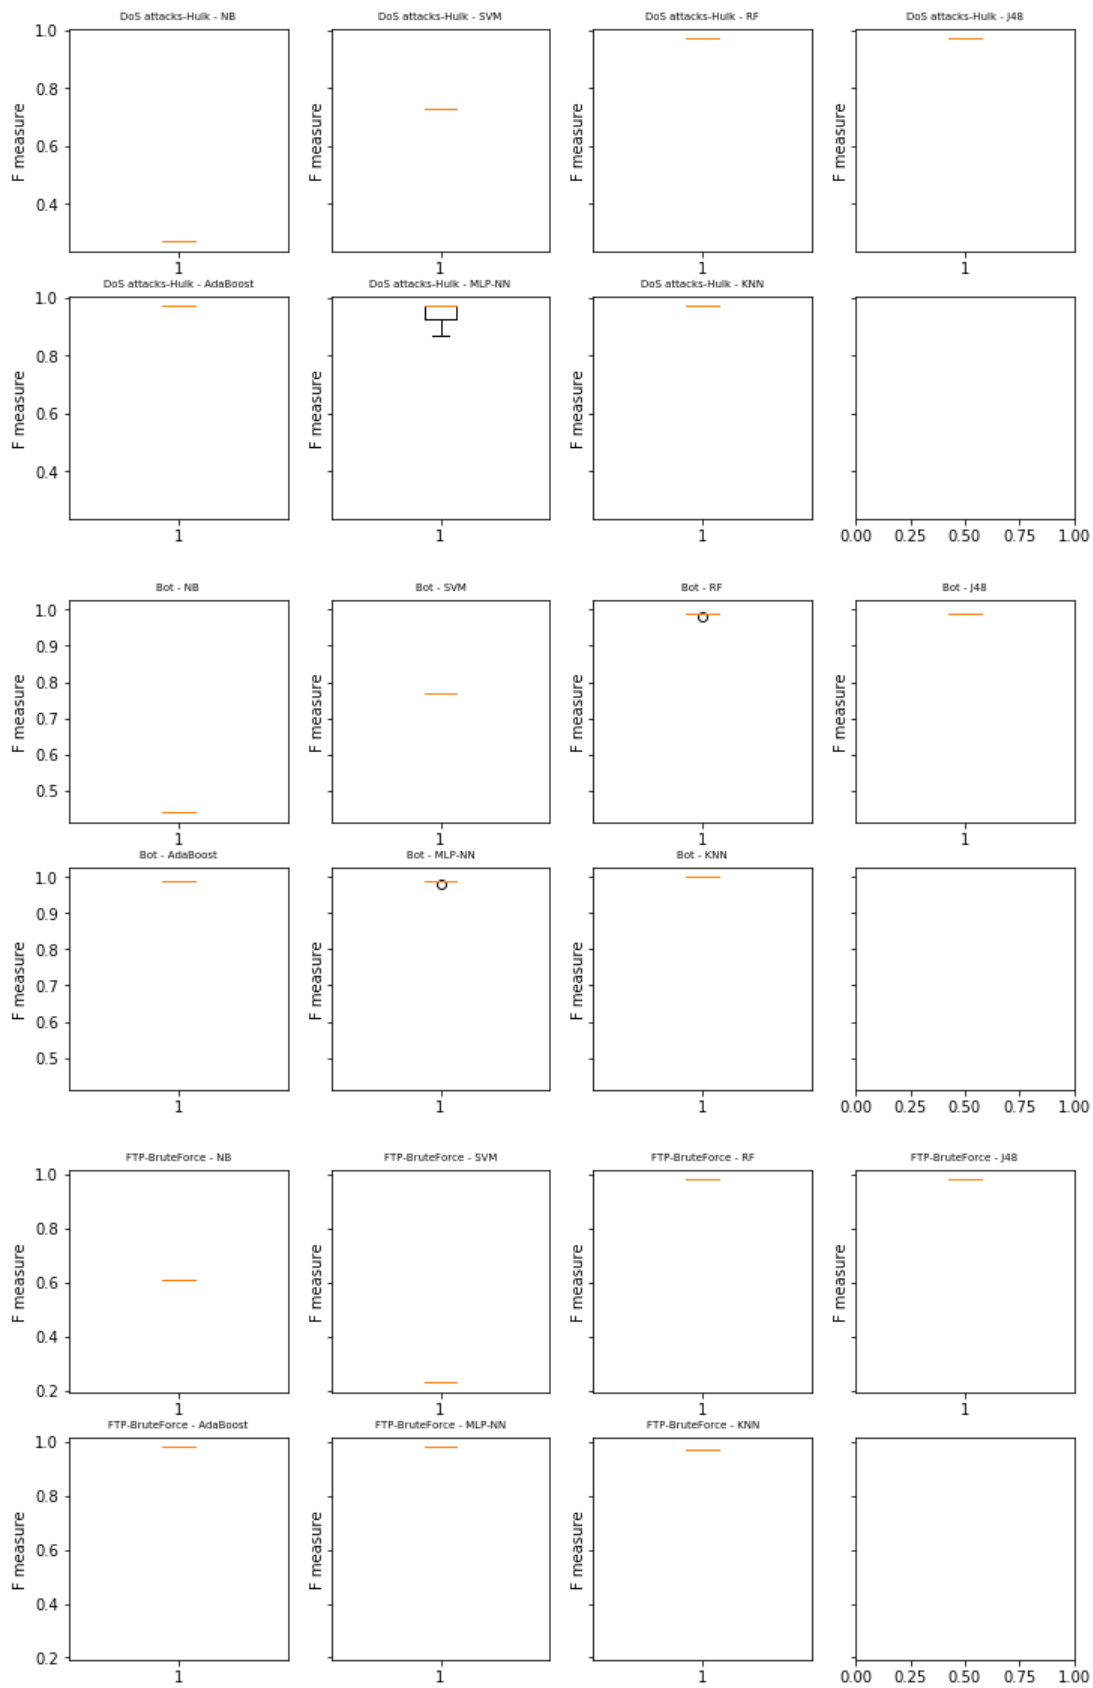 DoS attacks-Hulk - NB DoS attacks-Hulk - SVM DoS attacks-Hulk - RF DoS attacks-Hulk - J48
1.0
0.8
0.6
0.4
F measure F measure F measure F measure
1 1 1 1
DoS attacks-Hulk - AdaBoost DoS attacks-Hulk - MLP-NN DoS attacks-Hulk - KNN
1.0
0.8
0.6
0.4
F measure F measure F measure
1 1 1 0.00 0.25 0.50 0.75 1.00
Bot - NB Bot - SVM Bot - RF Bot - J48
1.0
0.9
0.8
0.7
0.6
0.5
F measure F measure F measure F measure
1 1 1 1
Bot - AdaBoost Bot - MLP-NN Bot - KNN
1.0
0.9
0.8
0.7
0.6
0.5
F measure F measure F measure
1 1 1 0.00 0.25 0.50 0.75 1.00
FTP-BruteForce - NB FTP-BruteForce - SVM FTP-BruteForce - RF FTP-BruteForce - J48
1.0
0.8
0.6
0.4
0.2
F measure F measure F measure F measure
1 1 1 1
FTP-BruteForce - AdaBoost FTP-BruteForce - MLP-NN FTP-BruteForce - KNN
1.0
0.8
0.6
0.4
0.2
F measure F measure F measure
1 1 1 0.00 0.25 0.50 0.75 1.00